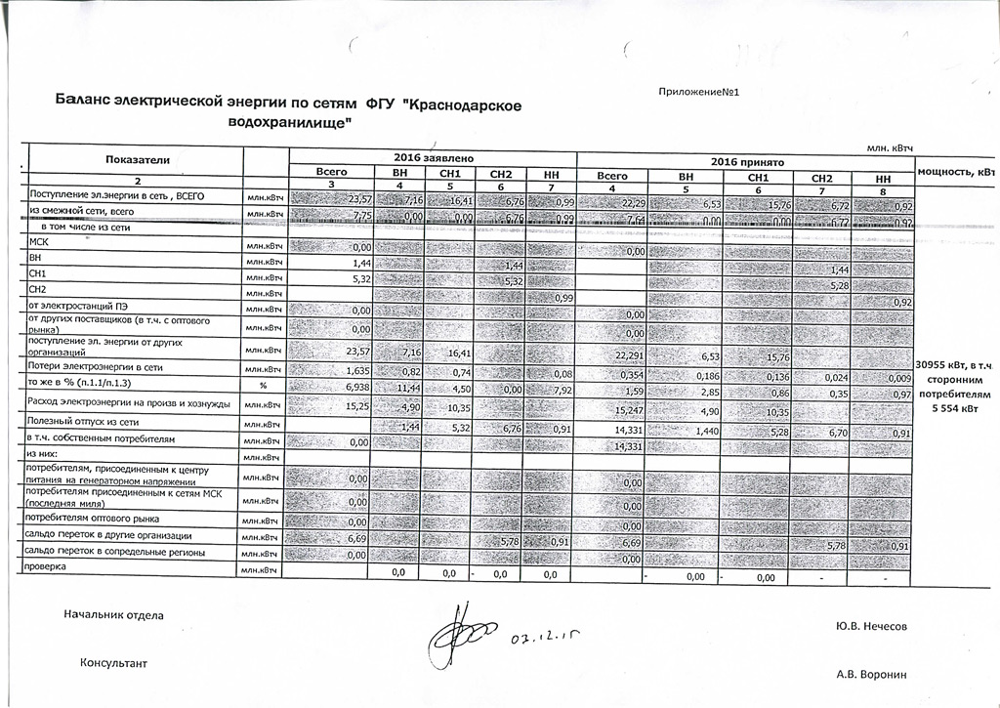 Приложение№1
Баланс электрической энергии по сетям ФГУ "Краснодарское
водохранилище"
млн. кВтч
Показатели 2016 заявлено 2016 принято мощность, кВт
Всего ВН СН1 СН2 НН Всего ВН СН1 СН2 НН
2 3 4 5 6 7 4 5 6 7 8
Поступление эл.энергии в сеть , ВСЕГО млн.кВтч 23,57 7,16 16,41 6,76 0,99 22,29 6,53 15,76 6,72 0,92
из смежной сети, всего млн.кВтч 7,75 0,00 0,00 6,76 0,99 7,64 0,00 0,00 6,72 0,92
в том числе из сети
МСК млн.кВтч 0,00 0,00
ВН млн.кВтч 1,44 1,44 1,44
СН1 млн.кВтч 5,32 5,32 5,28
СН2 млн.кВтч 0,99 0,92
от электростанций ПЭ млн.кВтч 0,00 0,00
от других поставщиков (в т.ч. с оптового
рынка) млн.кВтч 0,00 0,00
поступление эл. энергии от других
организаций млн.кВтч 23,57 7,16 16,41 22,291 6,53 15,76
Потери электроэнергии в сети млн.кВтч 1,635 0,82 0,74 0,08 0,354 0,186 0,136 0,024 0,009
то же в % (п.1.1/п.1.3) % 6,938 11,44 4,50 0,00 7,92 1,59 2,85 0,86 0,35 0,97
Расход электроэнергии на произв и хознужды млн.кВтч 15,25 4,90 10,35 15,247 4,90 10,35
Полезный отпуск из сети млн.кВтч 1,44 5,32 6,76 0,91 14,331 1,440 5,28 6,70 0,91
в т.ч. собственным потребителям млн.кВтч 0,00 14,331
из них: млн.кВтч
потребителям, присоединенным к центру
питания на генераторном напряжении млн.кВтч 0,00 0,00
потребителям присоединенным к сетям МСК
(последняя миля) млн.кВтч 0,00 0,00
потребителям оптового рынка млн.кВтч 0,00 0,00
сальдо переток в другие организации млн.кВтч 6,69 5,78 0,91 6,69 5,78 0,91
сальдо переток в сопредельные регионы млн.кВтч 0,00 0,00
проверка млн.кВтч 0,0 0,0 - 0,0 0,0 - 0,00 - 0,00 - -
30955 кВт, в т.ч.
сторонним
потребителям
5 554 кВт
Начальник отдела Ю.В. Нечесов
Консультант А.В. Воронин